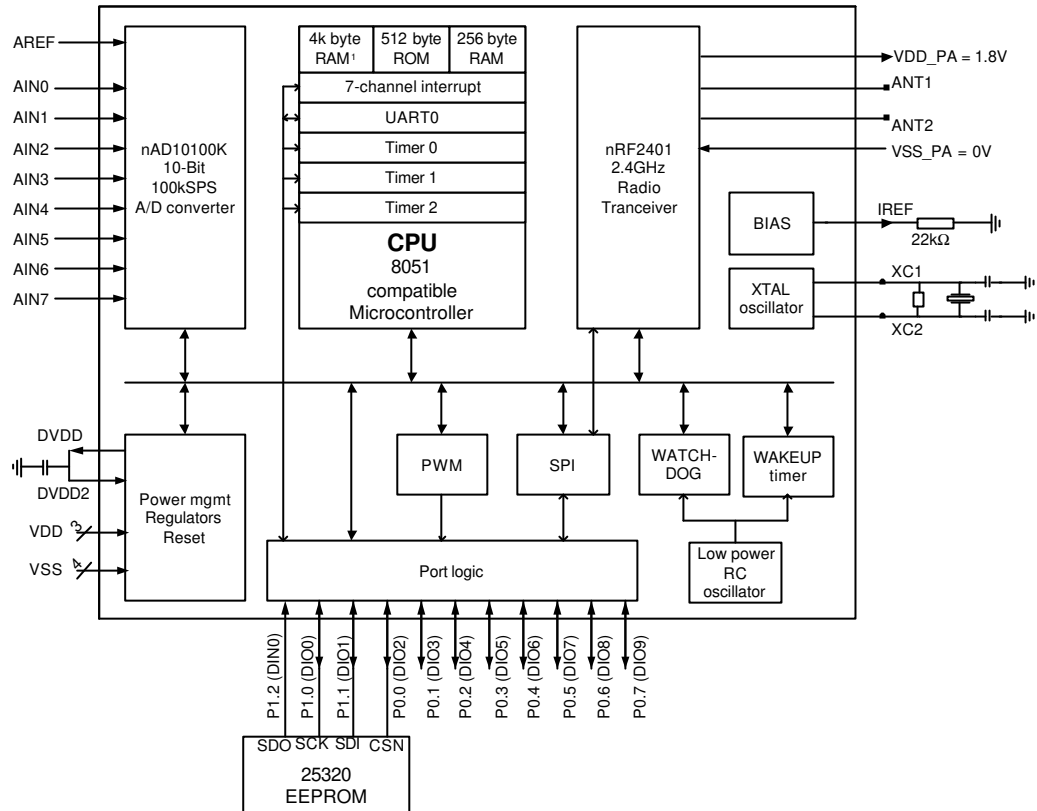 AREF
AIN0
AIN1
AIN2
AIN3
AIN4
AIN5
AIN6
AIN7
nAD10100K
10-Bit
100kSPS
A/D converter
4k byte
RAM¹
512 byte
ROM
256 byte
RAM
7-channel interrupt
UART0
Timer 0
Timer 1
Timer 2
CPU
8051
compatible
Microcontroller
nRF2401
2.4GHz
Radio
Tranceiver
VDD_PA = 1.8V
ANT1
ANT2
VSS_PA = 0V
BIAS
IREF
22kΩ
XTAL
oscillator
XC1
XC2
DVDD
DVDD2
VDD
3
VSS
4
Power mgmt
Regulators
Reset
PWM
SPI
WATCH-
DOG
WAKEUP
timer
Low power
RC
oscillator
Port logic
P1.2 (DIN0)
P1.0 (DIO0)
P1.1 (DIO1)
P0.0 (DIO2)
P0.1 (DIO3)
P0.2 (DIO4)
P0.3 (DIO5)
P0.4 (DIO6)
P0.5 (DIO7)
P0.6 (DIO8)
P0.7 (DIO9)
SDO
SCK
SDI
CSN
25320
EEPROM